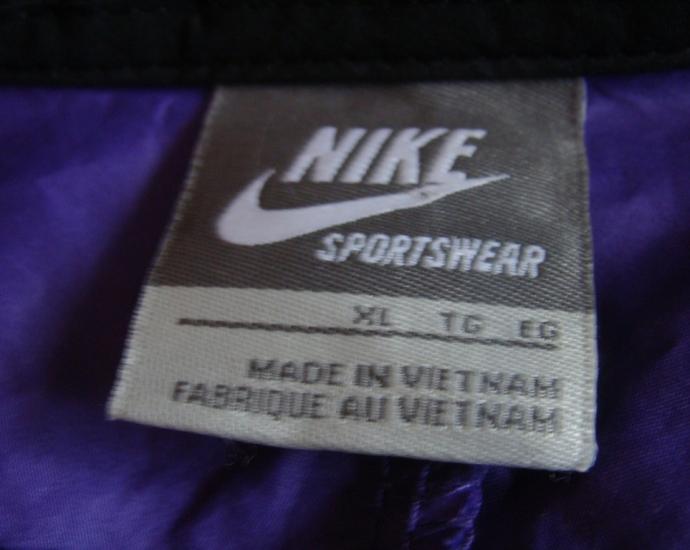 NIKE
SPORTSWEAR
XL TG EG
MADE IN VIETNAM
FABRIQUE AU VIETNAM